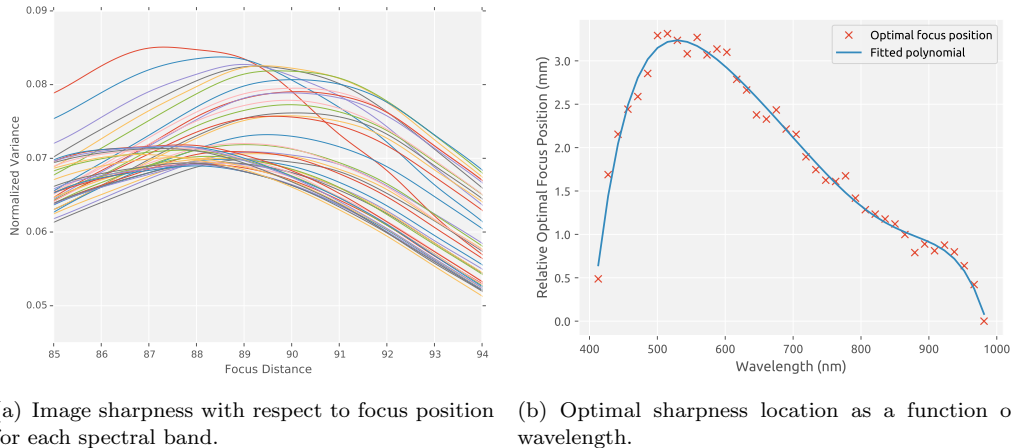 0.09
0.08
0.07
0.06
0.05
Normalized Variance
85 86 87 88 89 90 91 92 93 94
Focus Distance
a) Image sharpness with respect to focus position
for each spectral band.
Optimal focus position
Fitted polynomial
3.0
2.5
2.0
1.5
1.0
0.5
0.0
Relative Optimal Focus Position (mm)
400 500 600 700 800 900 1000
Wavelength (nm)
(b) Optimal sharpness location as a function o
wavelength.